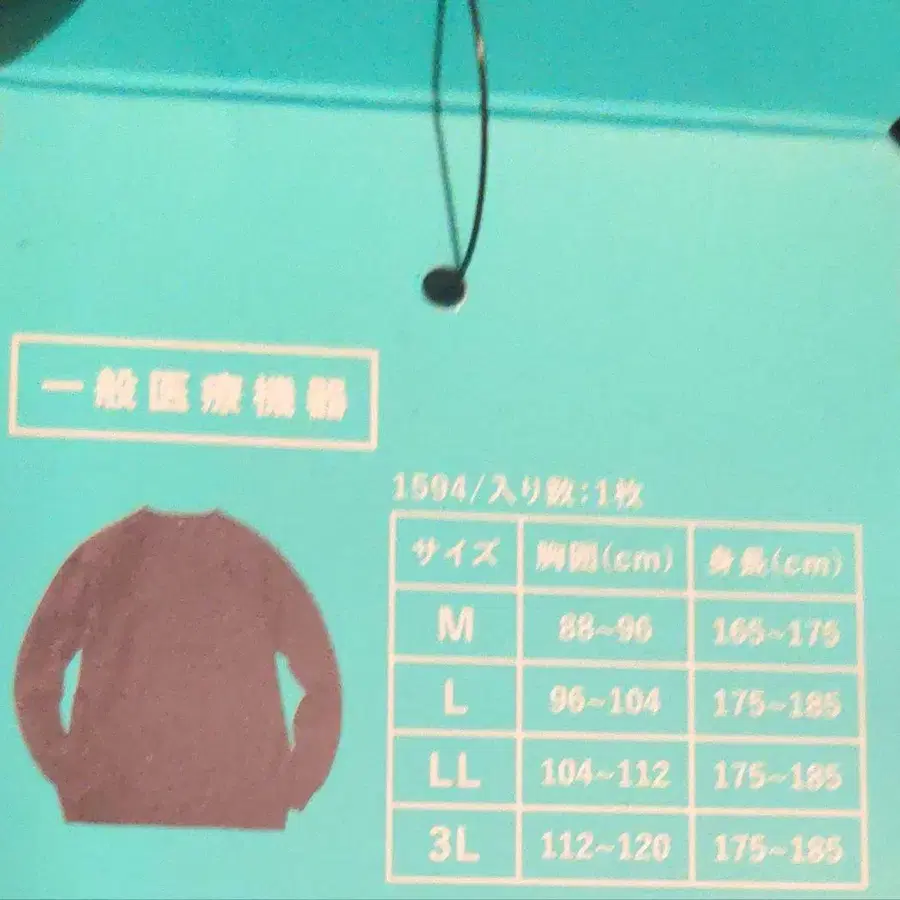 一般医療機器
1594/入り数:1枚
サイズ 胸囲(cm) 身長(cm)
M 88~96 165~175
L 96~104 175~185
LL 104~112 175~185
3L 112~120 175~185